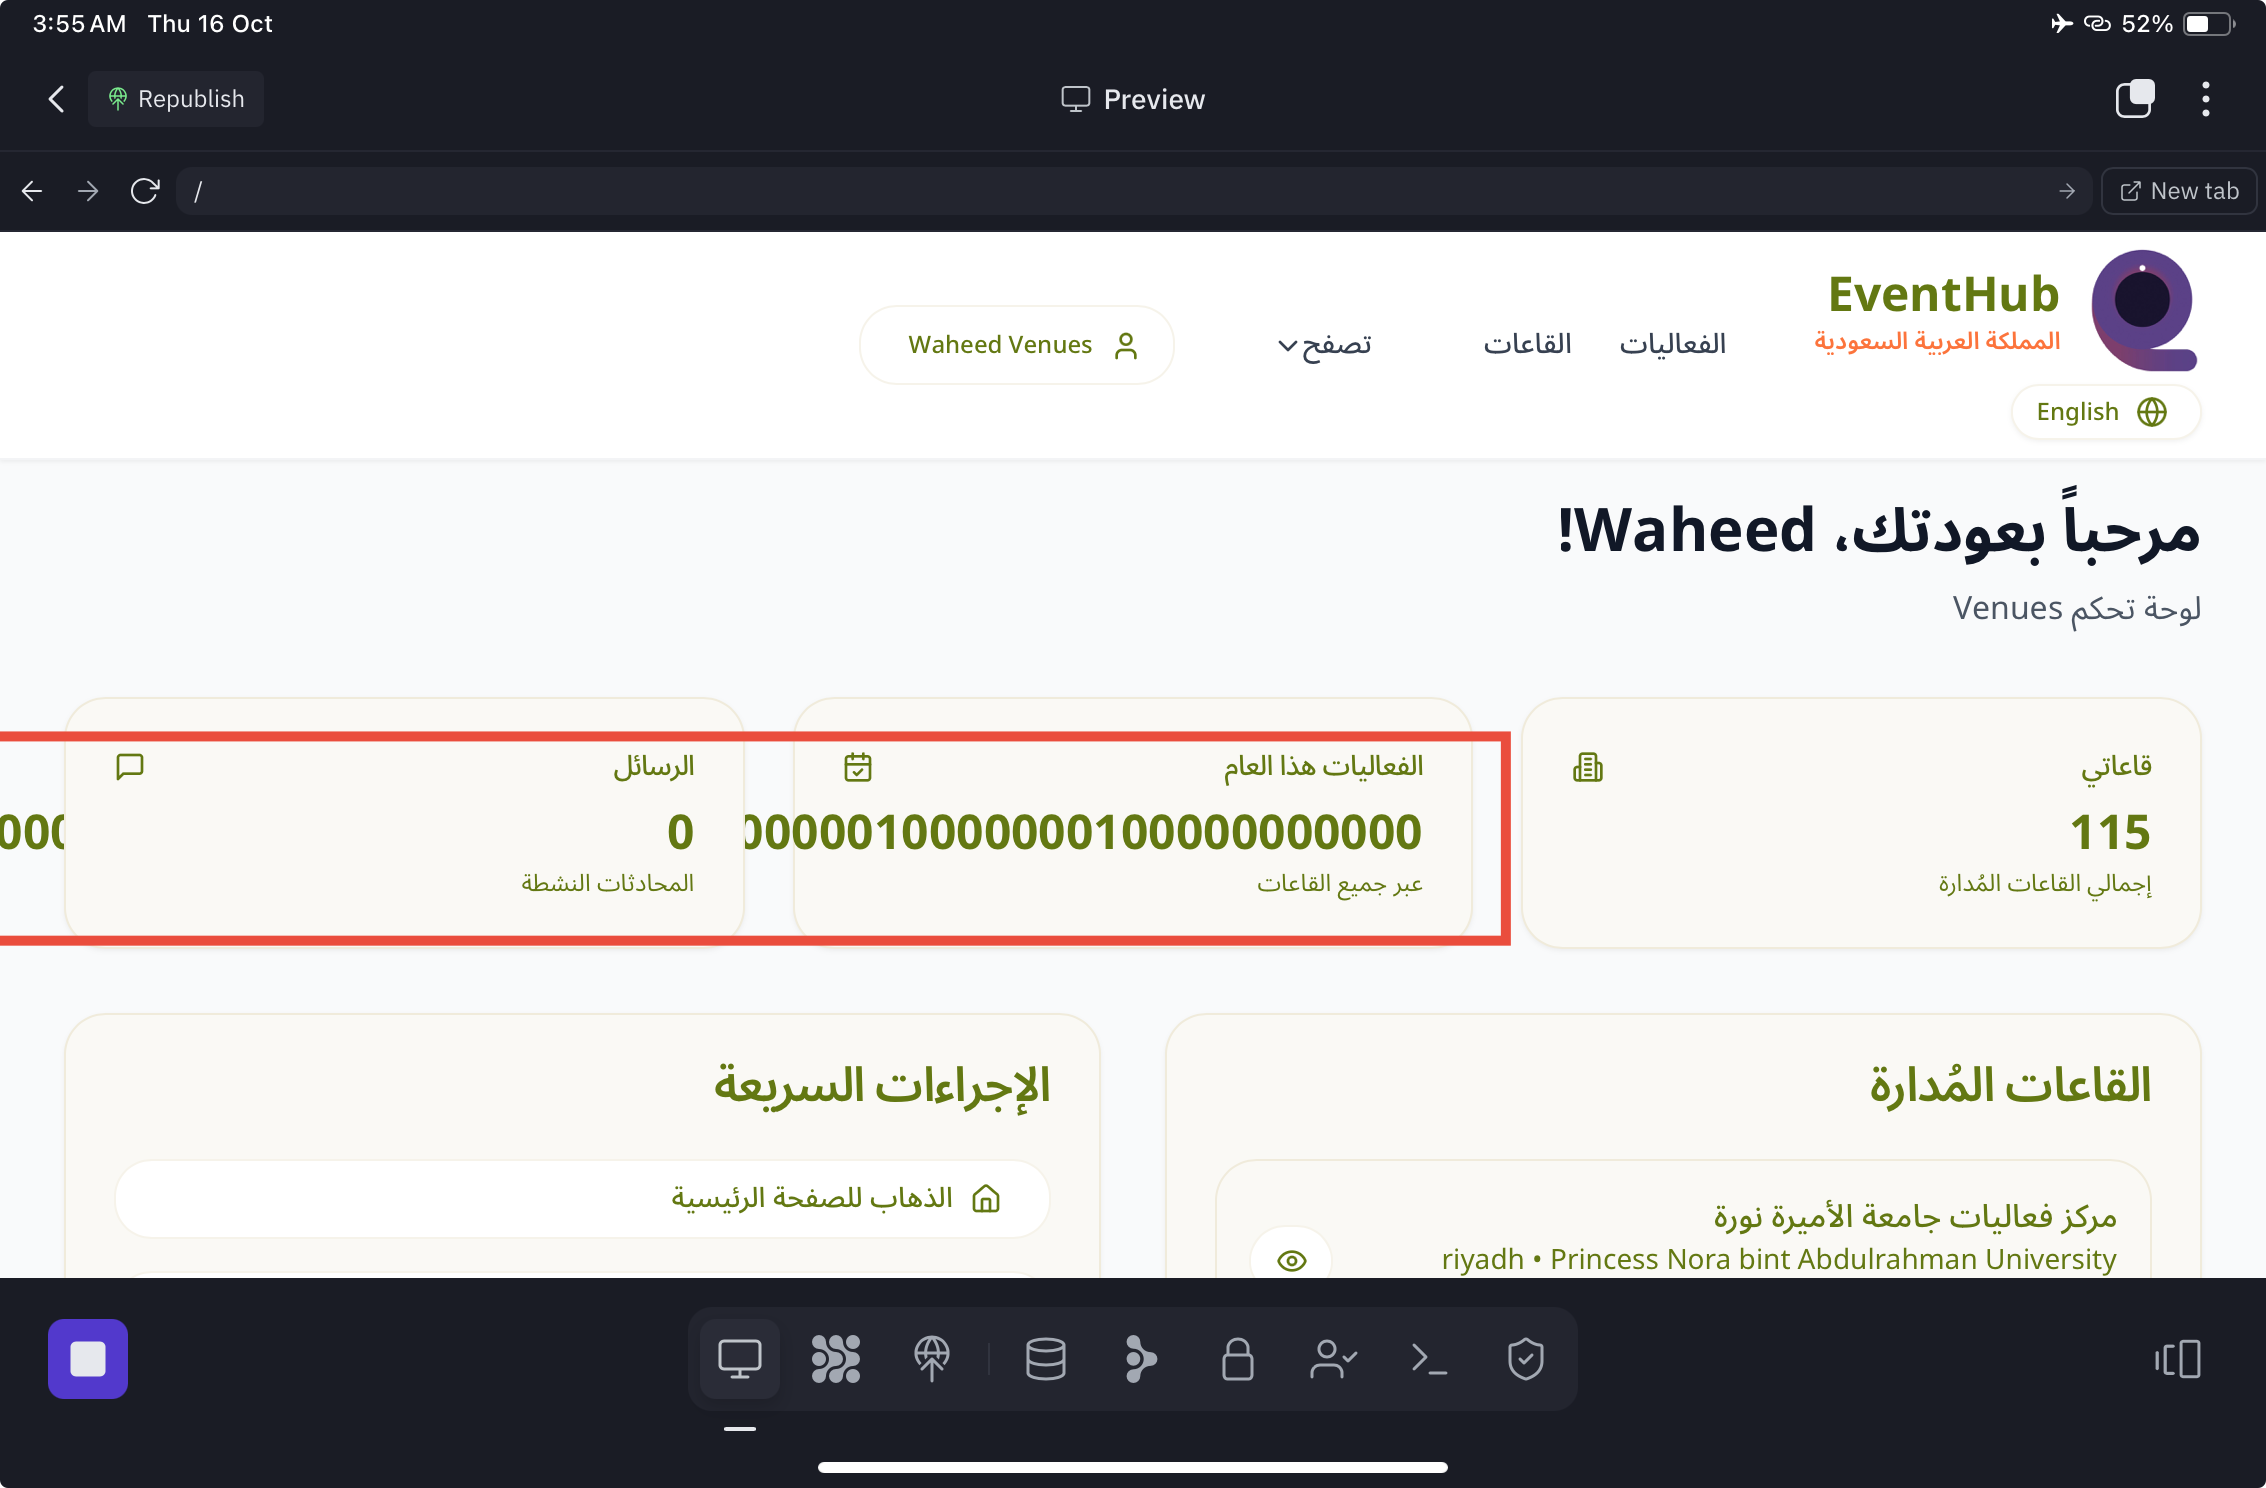 3:55 AM Thu 16 Oct
52%
Republish
Preview
/
New tab
EventHub
المملكة العربية السعودية
الفعاليات
القاعات
تصفح
Waheed Venues
English
مرحباً بعودتك، Waheed!
لوحة تحكم Venues
قاعاتي
115
إجمالي القاعات المُدارة
الفعاليات هذا العام
عبر جميع القاعات
الرسائل
0
المحادثات النشطة
القاعات المُدارة
مركز فعاليات جامعة الأميرة نورة
riyadh • Princess Nora bint Abdulrahman University
الإجراءات السريعة
الذهاب للصفحة الرئيسية